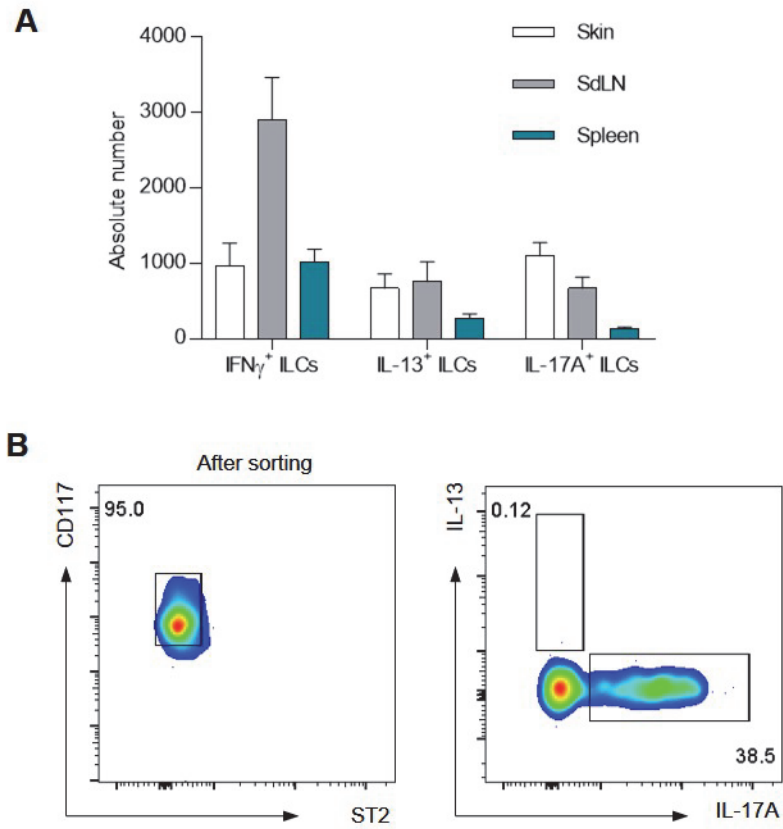 A
4000
3000
2000
1000
0
Absolute number
Skin
SdLN
Spleen
IFNγ⁺ ILCs
IL-13⁺ ILCs
IL-17A⁺ ILCs
B
After sorting
CD117
95.0
ST2
IL-13
0.12
38.5
IL-17A